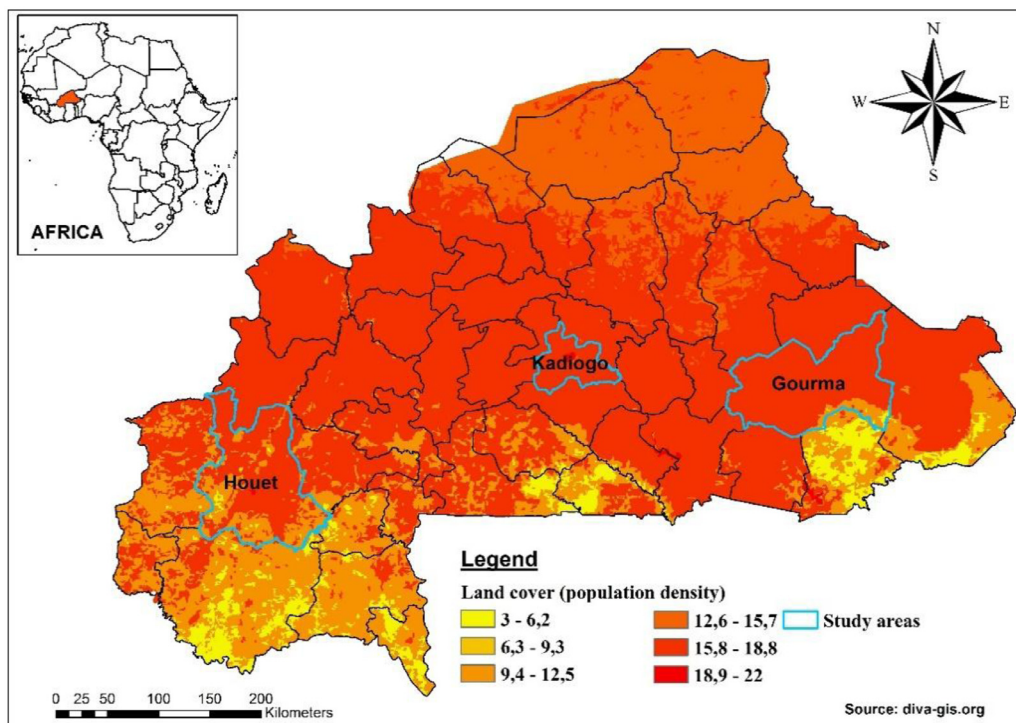 AFRICA
N
W E
S
Kadiogo
Gourma
Houet
Legend
Land cover (population density)
3 - 6,2
6,3 - 9,3
9,4 - 12,5
12,6 - 15,7
15,8 - 18,8
18,9 - 22
Study areas
0 25 50 100 150 200
Kilometers
Source: diva-gis.org